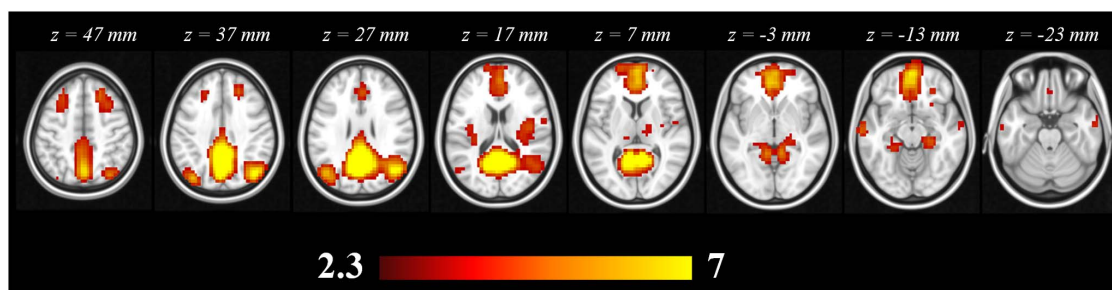 z = 47 mm z = 37 mm z = 27 mm z = 17 mm z = 7 mm z = -3 mm z = -13 mm z = -23 mm
2.3 7